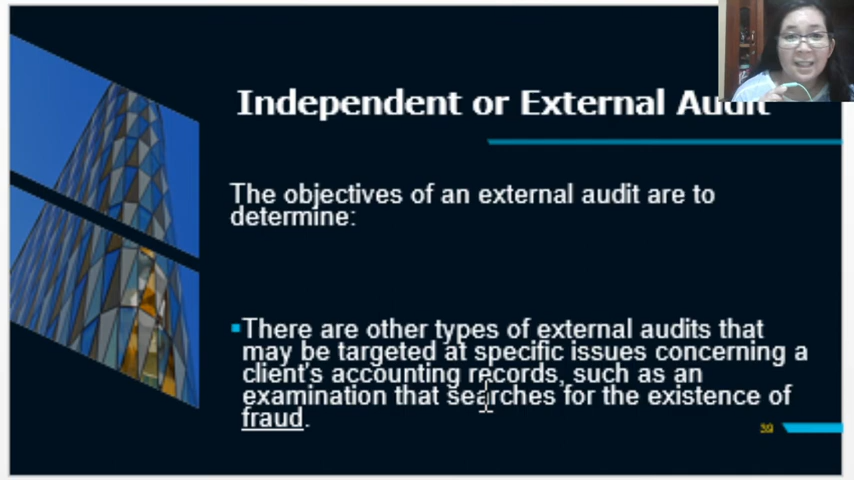 Independent or External Audit
The objectives of an external audit are to
determine:
There are other types of external audits that
may be targeted at specific issues concerning a
client's accounting records, such as an
examination that searches for the existence of
fraud.
39